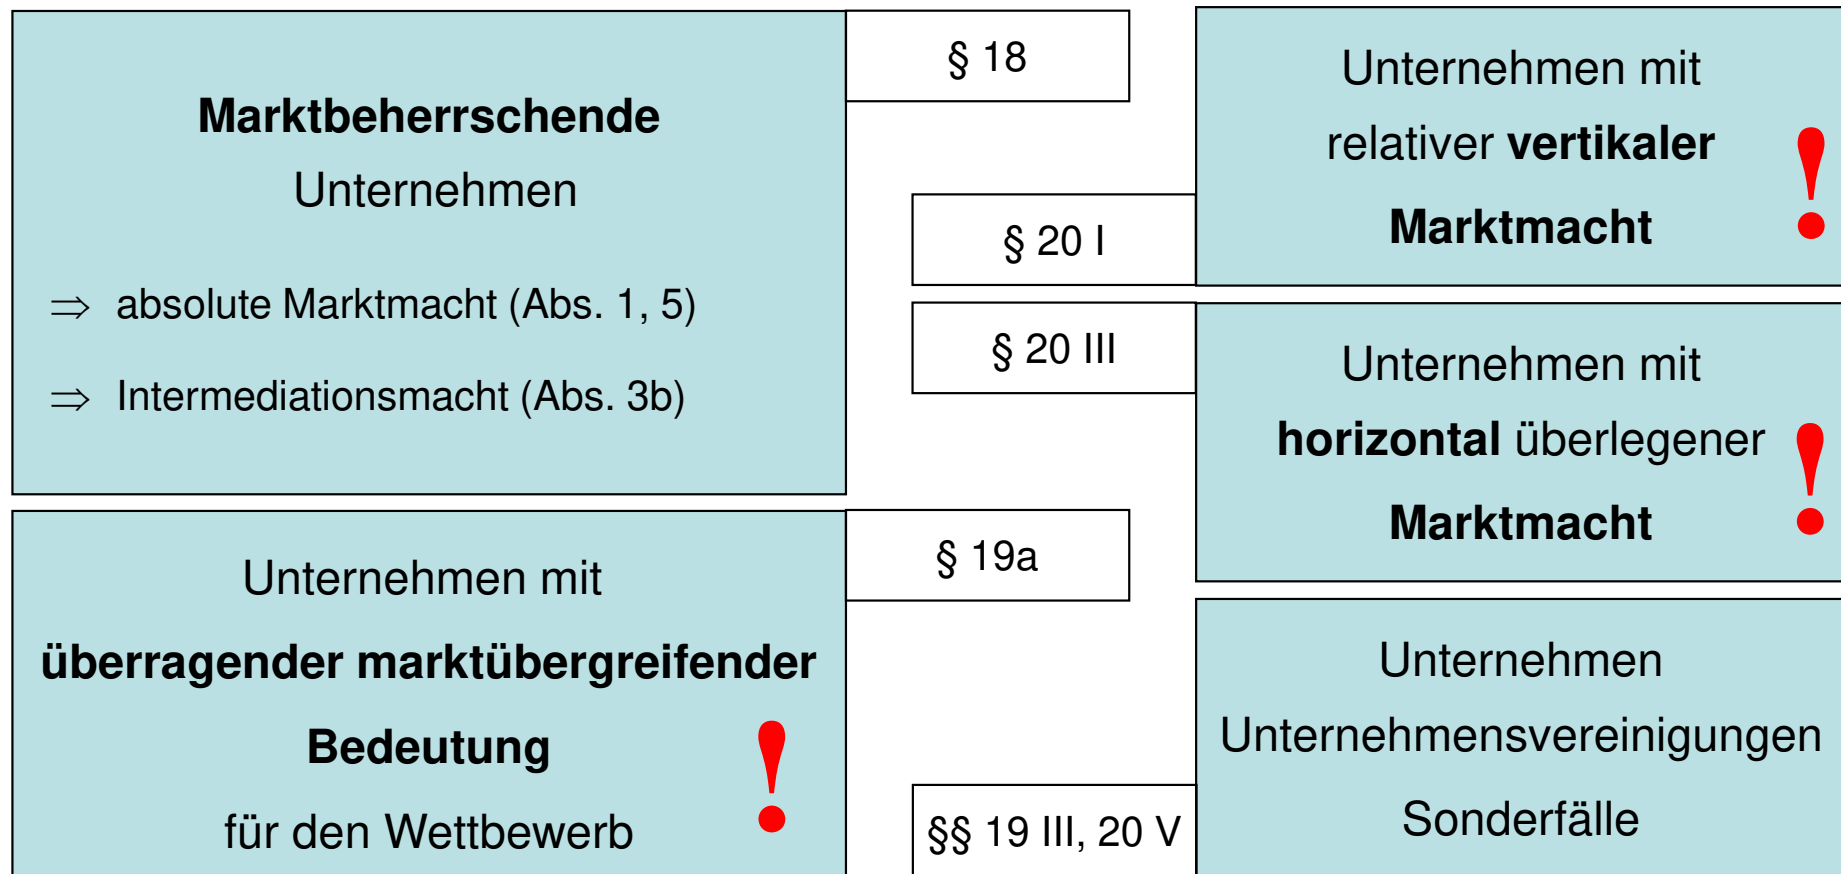 Marktbeherrschende
Unternehmen
⇒ absolute Marktmacht (Abs. 1, 5)
⇒ Intermediationsmacht (Abs. 3b)
§ 18
Unternehmen mit
relativer vertikaler
Marktmacht
!
§ 20 I
§ 20 III
Unternehmen mit
horizontal überlegener
Marktmacht
!
Unternehmen mit
überragender marktübergreifender
Bedeutung
für den Wettbewerb
!
§ 19a
Unternehmen
Unternehmensvereinigungen
Sonderfälle
§§ 19 III, 20 V